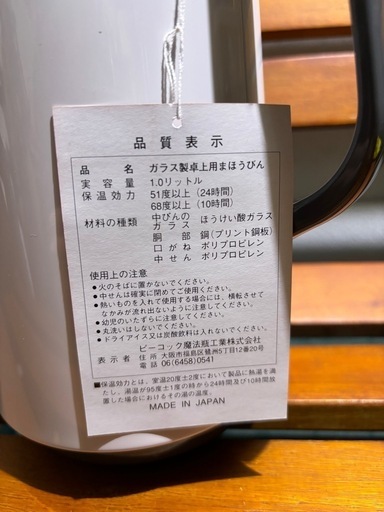 品質表示
品名 ガラス製卓上用まほうびん
実容量 1.0リットル
保温効力 51度以上(24時間)
68度以上(10時間)
材料の種類 中びんのガラス ほうけい酸ガラス
胴部 鋼(プリント鋼板)
口がね ポリプロピレン
中せん ポリプロピレン
使用上の注意
●火のそばに置かないでください。
●中せんは確実に閉めてご使用ください。
●熱いものを入れて使用する場合には、横転させて
なかみが流れ出ないように注意してください。
●幼児のいたずらに注意してください。
●丸洗いはしないでください。
●ドライアイス又は炭酸飲料は入れないでください。
ピーコック魔法瓶工業株式会社
表示者 住所 大阪市福島区鷺洲5丁目12番20号
電話 06(6458)0541
■保温効力とは、室温20度土2度において製品に熱湯を満
たし、湯温が95度土1度の時から24時間及び10時間放
置した場合におけるその湯の温度。
MADE IN JAPAN